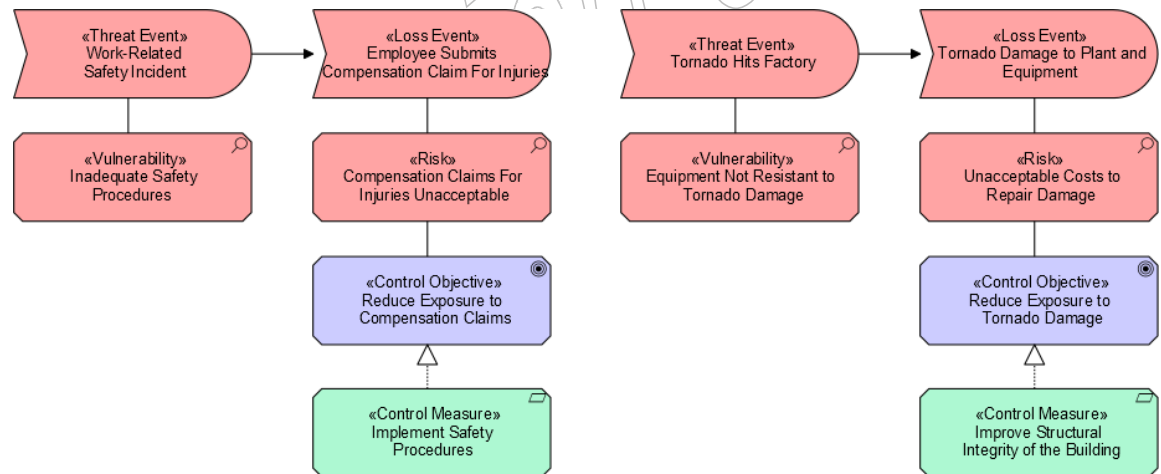 «Threat Event»
Work-Related
Safety Incident
«Loss Event»
Employee Submits
Compensation Claim For Injuries
«Threat Event»
Tornado Hits Factory
«Loss Event»
Tornado Damage to Plant and
Equipment
«Vulnerability»
Inadequate Safety
Procedures
«Risk»
Compensation Claims For
Injuries Unacceptable
«Vulnerability»
Equipment Not Resistant to
Tornado Damage
«Risk»
Unacceptable Costs to
Repair Damage
«Control Objective»
Reduce Exposure to
Compensation Claims
«Control Objective»
Reduce Exposure to
Tornado Damage
«Control Measure»
Implement Safety
Procedures
«Control Measure»
Improve Structural
Integrity of the Building